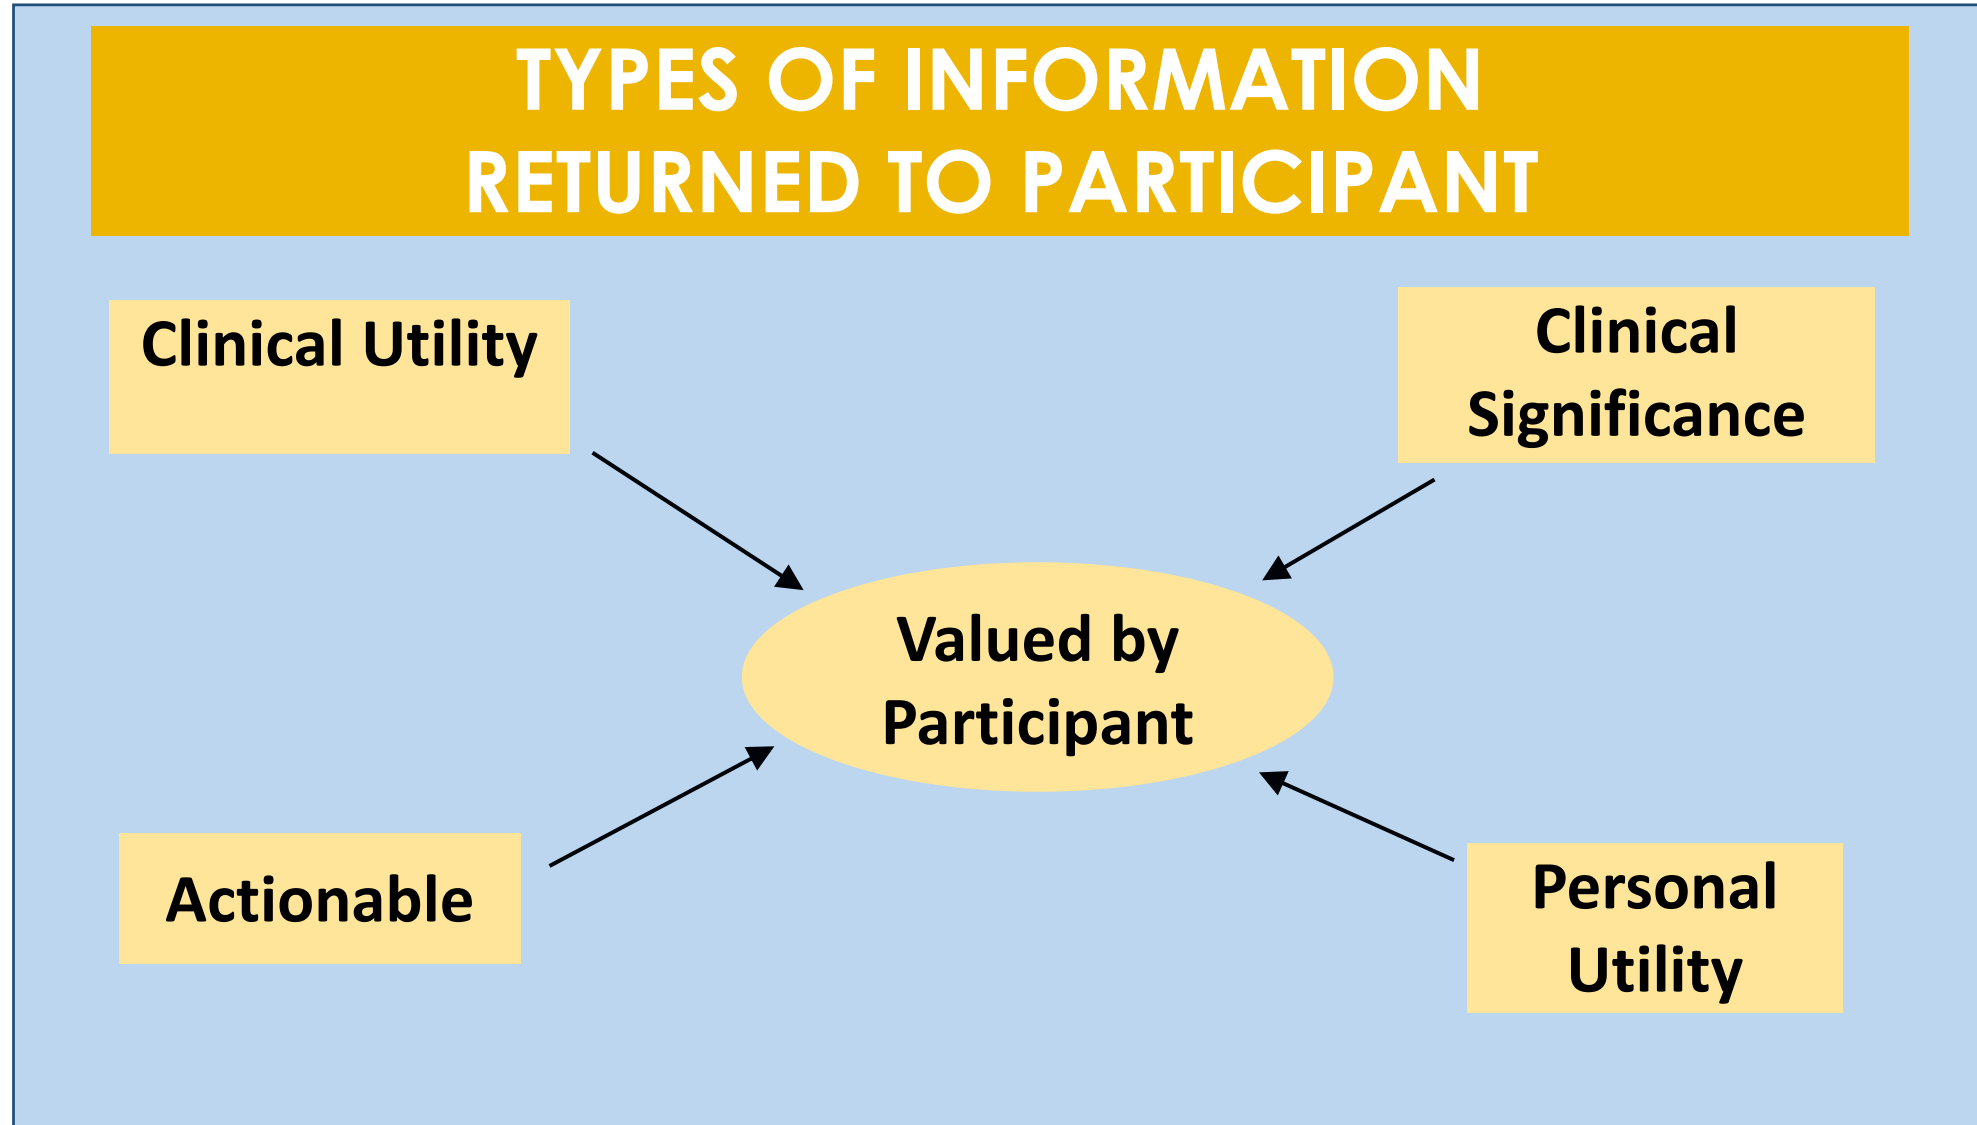 TYPES OF INFORMATION
RETURNED TO PARTICIPANT
Clinical Utility
Clinical
Significance
Valued by
Participant
Actionable
Personal
Utility